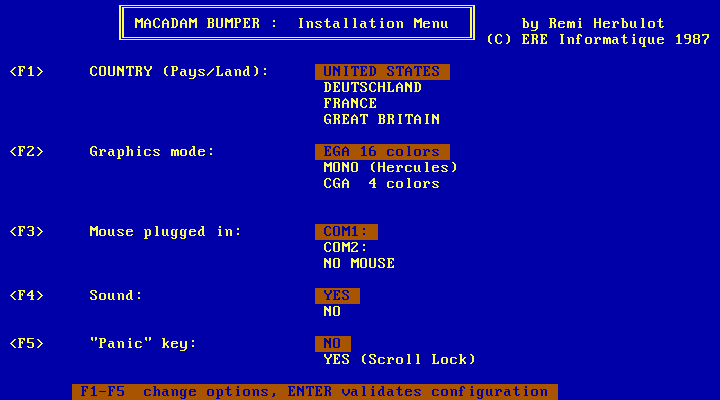 MACADAM BUMPER :  Installation Menu
by Remi Herbulot
(C) ERE Informatique 1987
<F1> COUNTRY (Pays/Land): UNITED STATES
DEUTSCHLAND
FRANCE
GREAT BRITAIN
<F2> Graphics mode: EGA 16 colors
MONO (Hercules)
CGA  4 colors
<F3> Mouse plugged in: COM1:
COM2:
NO MOUSE
<F4> Sound: YES
NO
<F5> "Panic" key: NO
YES (Scroll Lock)
F1-F5  change options, ENTER validates configuration